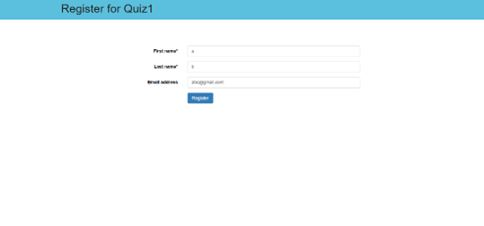 Register for Quiz1
First name*
a
Last name*
Email address
Register